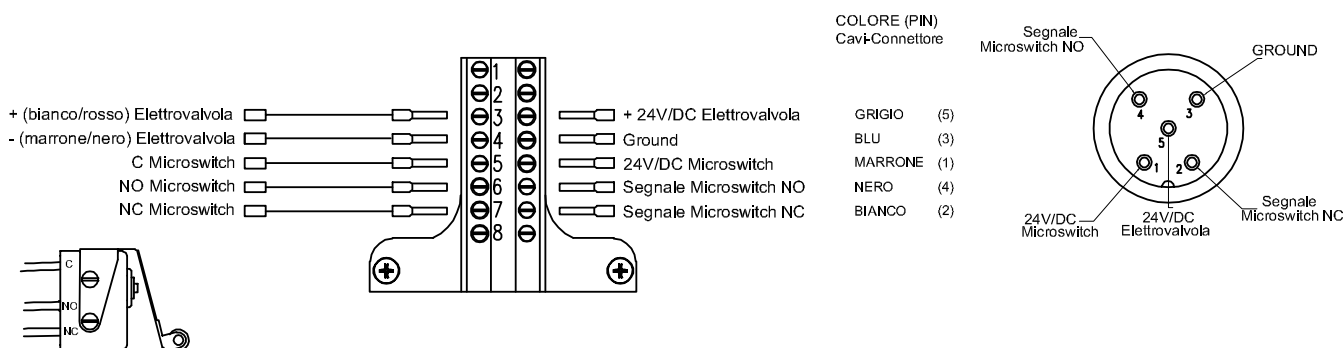 COLORE (PIN)
Cavi-Connettore
+ (bianco/rosso) Elettrovalvola
- (marrone/nero) Elettrovalvola
C Microswitch
NO Microswitch
NC Microswitch
1
2
3
4
5
6
7
8
+ 24V/DC Elettrovalvola
Ground
24V/DC Microswitch
Segnale Microswitch NO
Segnale Microswitch NC
GRIGIO (5)
BLU (3)
MARRONE (1)
NERO (4)
BIANCO (2)
Segnale
Microswitch NO
GROUND
4
3
5
1
2
24V/DC
Microswitch
24V/DC
Elettrovalvola
Segnale
Microswitch NC
C
NO
NC